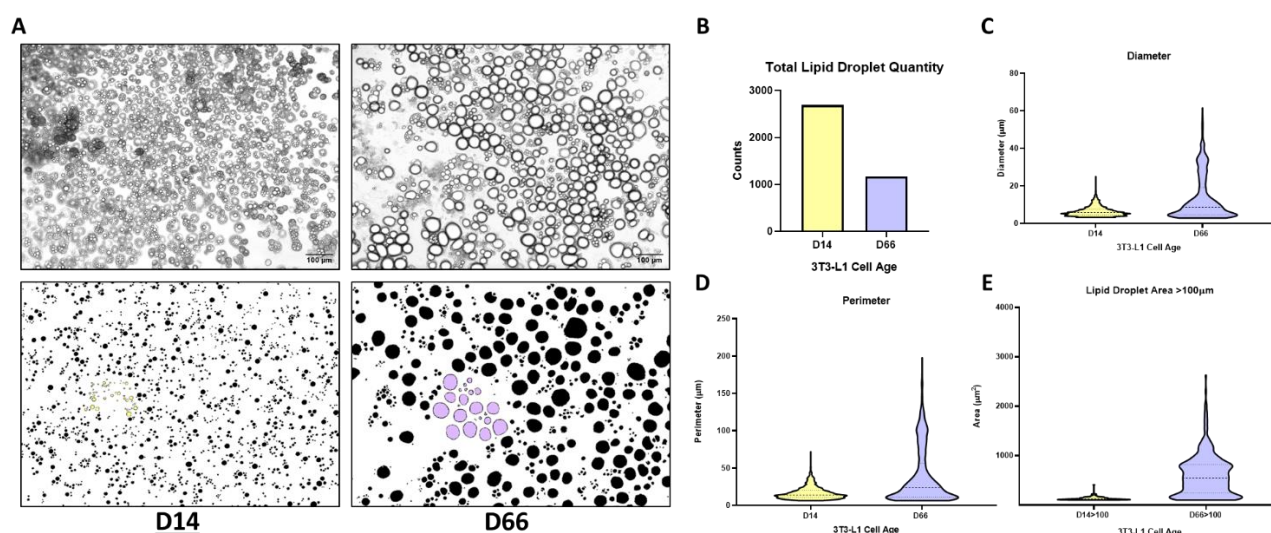 A
100 μm
100 μm
D14
D66
B
Total Lipid Droplet Quantity
3000
2000
1000
0
Counts
D14
D66
3T3-L1 Cell Age
C
Diameter
80
60
40
20
0
Diameter (μm)
D14
D66
3T3-L1 Cell Age
D
Perimeter
250
200
150
100
50
0
Perimeter (μm)
D14
D66
3T3-L1 Cell Age
E
Lipid Droplet Area >100μm
4000
3000
2000
1000
Area (μm²)
D14>100
D66>100
3T3-L1 Cell Age